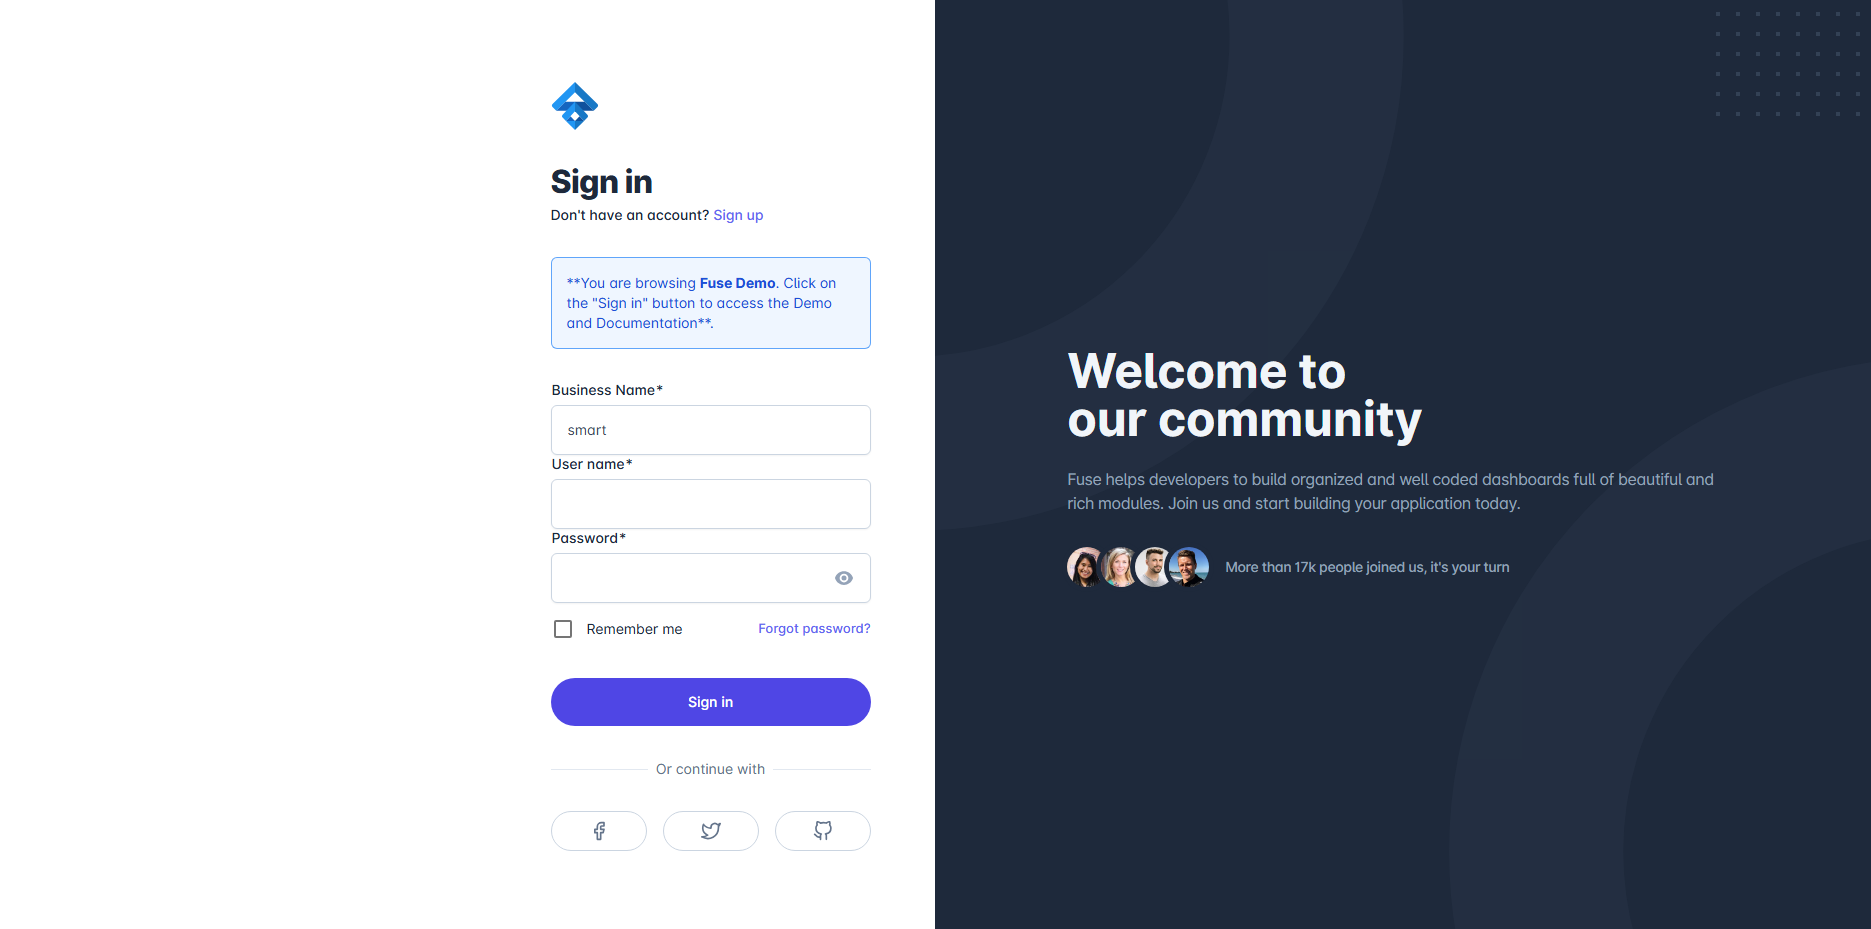 Sign in
Don't have an account? Sign up
**You are browsing Fuse Demo. Click on
the "Sign in" button to access the Demo
and Documentation**.
Business Name*
smart
User name*
Password*
Remember me
Forgot password?
Sign in
Or continue with
Welcome to
our community
Fuse helps developers to build organized and well coded dashboards full of beautiful and
rich modules. Join us and start building your application today.
More than 17k people joined us, it's your turn